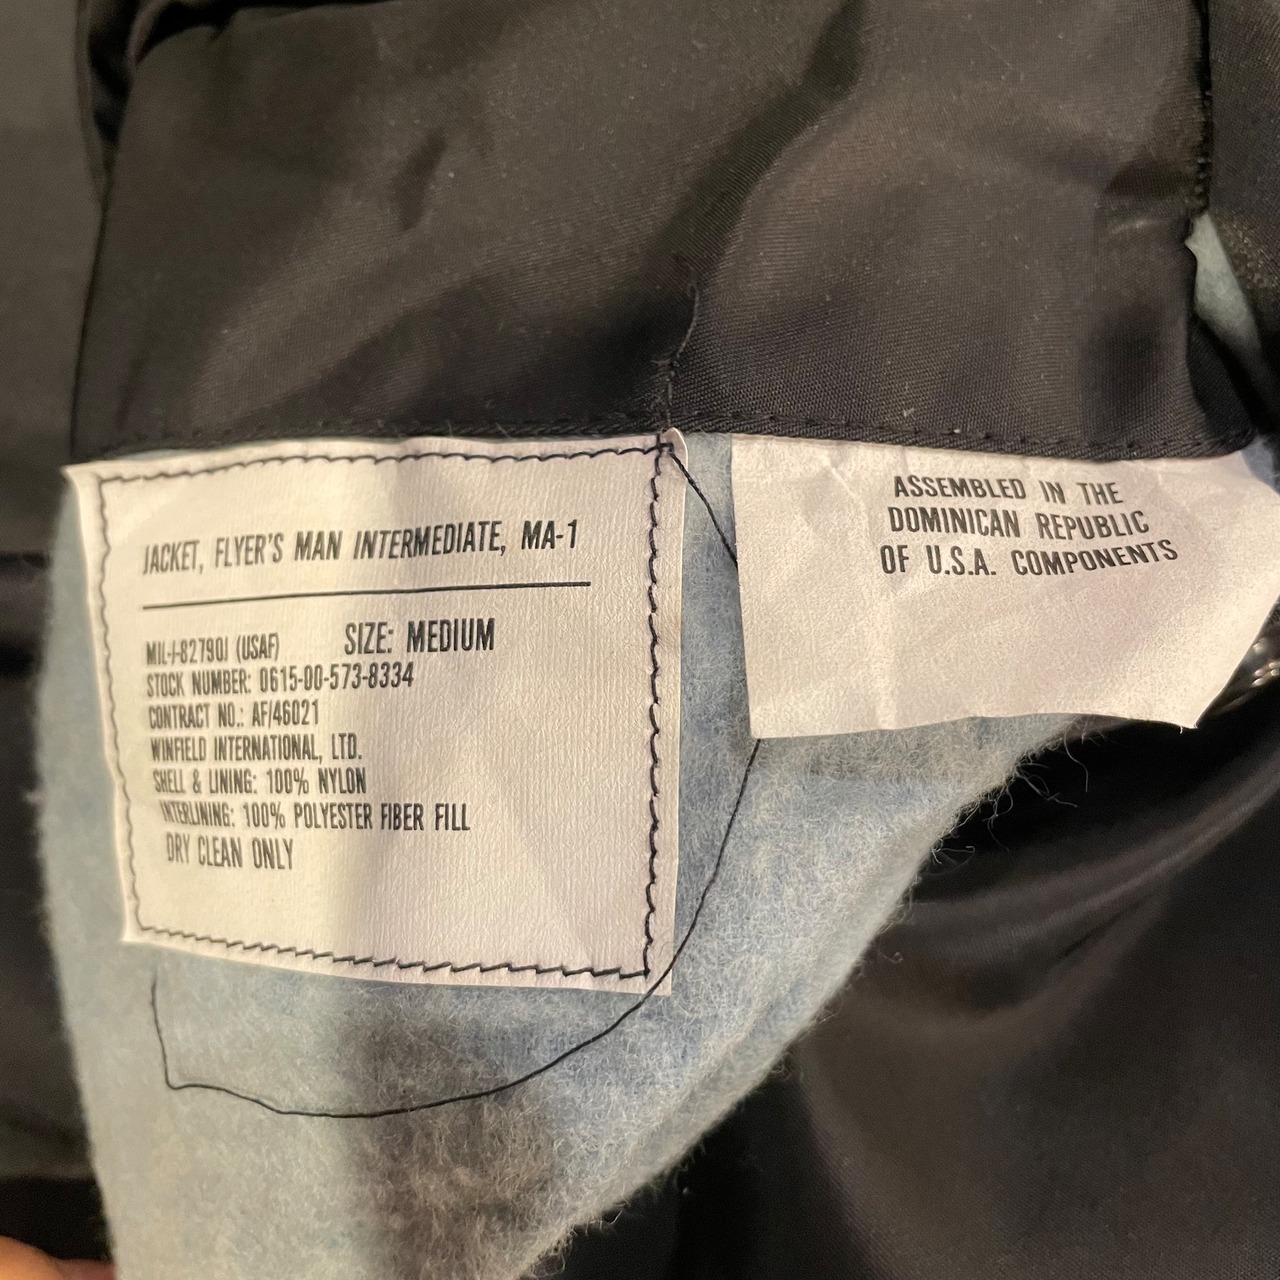 JACKET, FLYER'S MAN INTERMEDIATE, MA-1
MIL-J-82790J (USAF) SIZE: MEDIUM
STOCK NUMBER: 0615-00-573-8334
CONTRACT NO.: AF/46021
WINFIELD INTERNATIONAL, LTD.
SHELL & LINING: 100% NYLON
INTERLINING: 100% POLYESTER FIBER FILL
DRY CLEAN ONLY
ASSEMBLED IN THE
DOMINICAN REPUBLIC
OF U.S.A. COMPONENTS